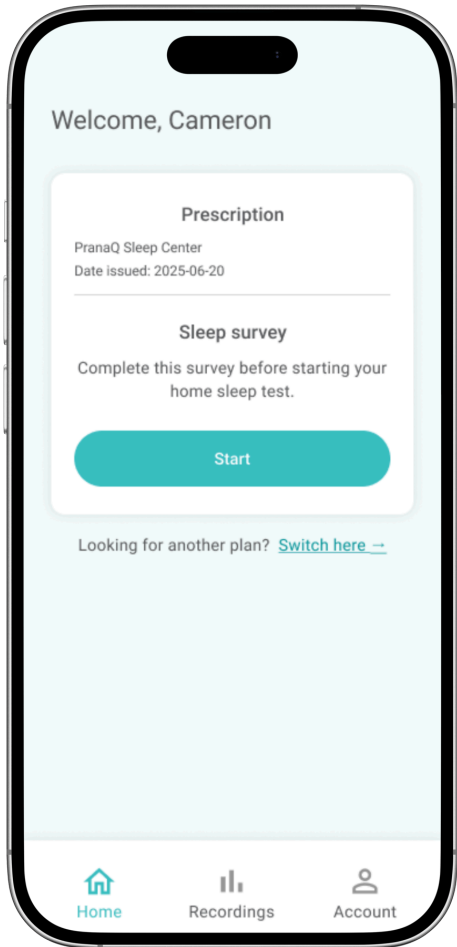 Welcome, Cameron
Prescription
PranaQ Sleep Center
Date issued: 2025-06-20
Sleep survey
Complete this survey before starting your
home sleep test.
Start
Looking for another plan? Switch here →
Home
Recordings
Account